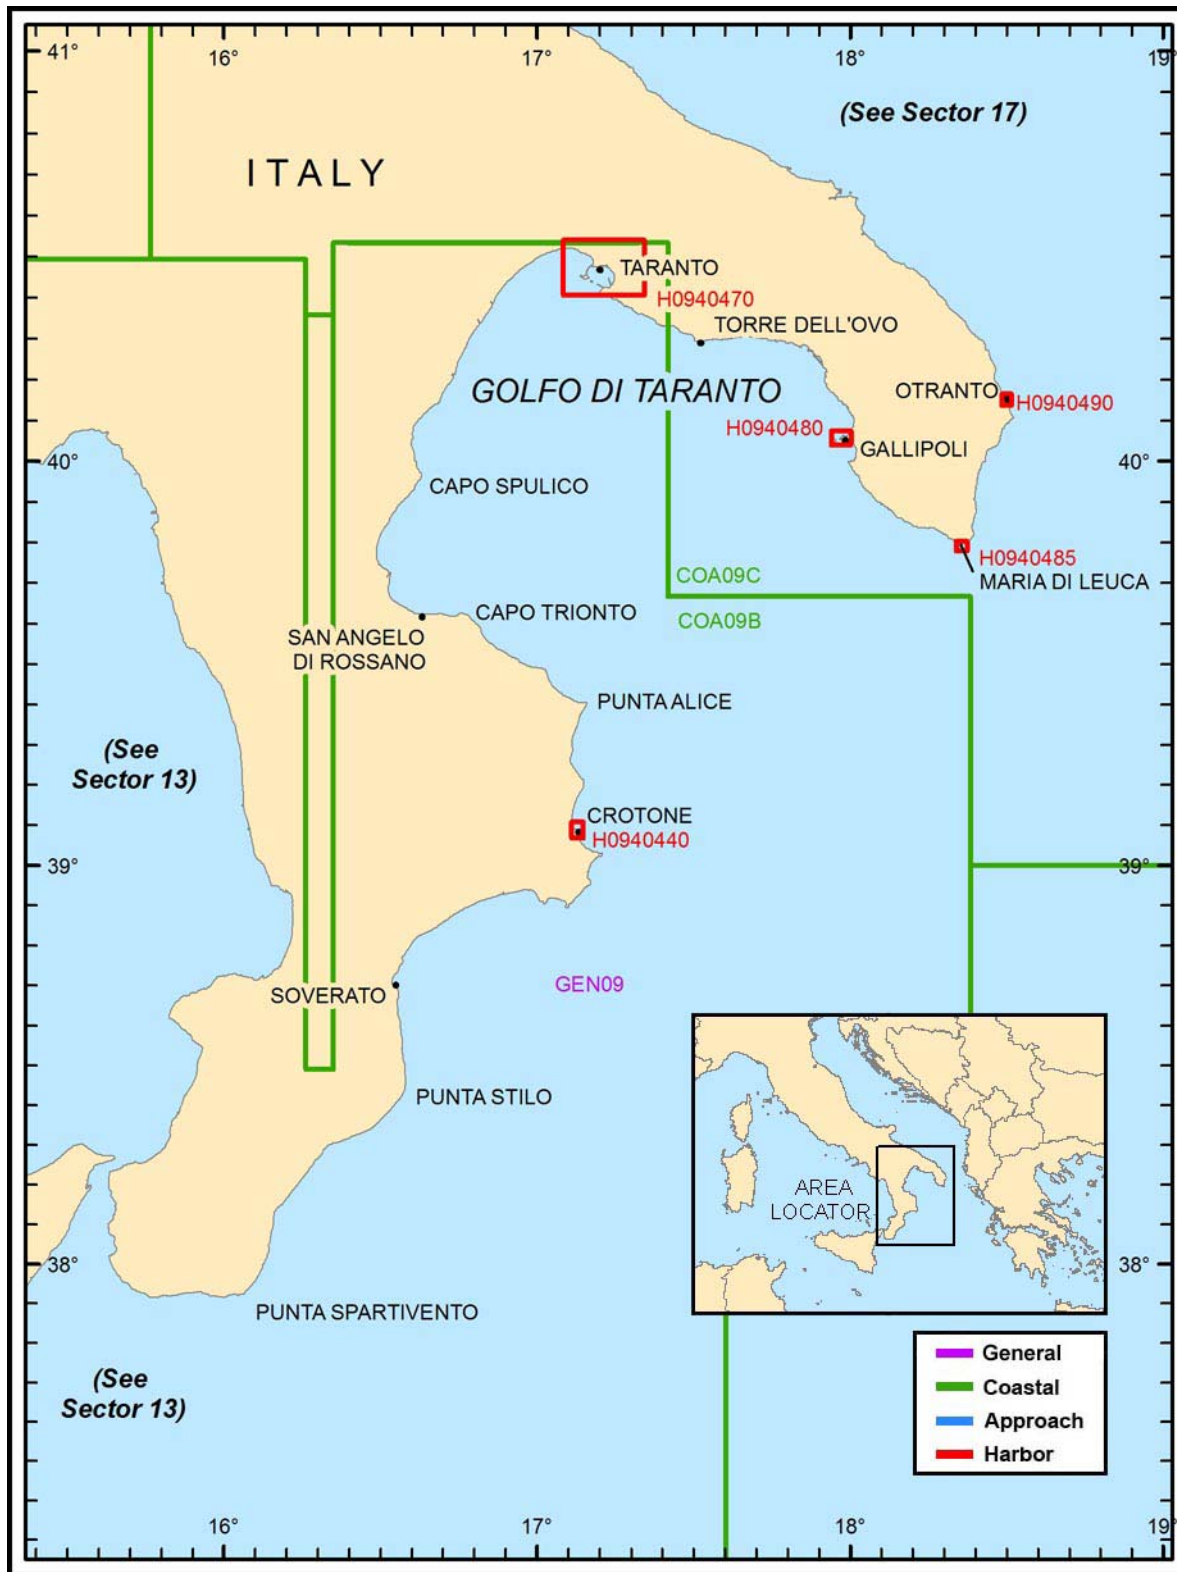 41°
16°
17°
18°
19°
(See Sector 17)
ITALY
TARANTO
H0940470
TORRE DELL'OVO
GOLFO DI TARANTO
OTRANTO
H0940490
H0940480
GALLIPOLI
40°
40°
CAPO SPULICO
H0940485
MARIA DI LEUCA
COA09C
COA09B
CAPO TRIONTO
SAN ANGELO
DI ROSSANO
PUNTA ALICE
(See
Sector 13)
CROTONE
H0940440
39°
39°
GEN09
SOVERATO
PUNTA STILO
AREA
LOCATOR
38°
38°
PUNTA SPARTIVENTO
General
Coastal
Approach
Harbor
(See
Sector 13)
16°
17°
18°
19°